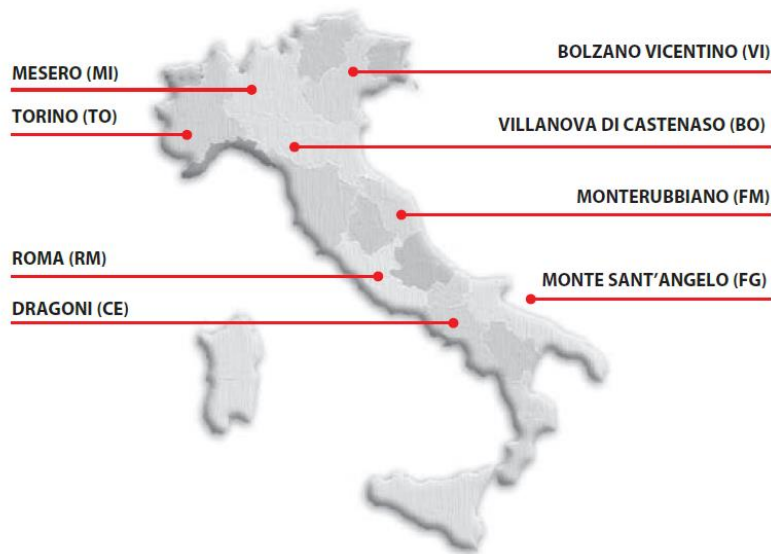 MESERO (MI)
TORINO (TO)
ROMA (RM)
DRAGONI (CE)
BOLZANO VICENTINO (VI)
VILLANOVA DI CASTENASO (BO)
MONTERUBBIANO (FM)
MONTE SANT’ANGELO (FG)